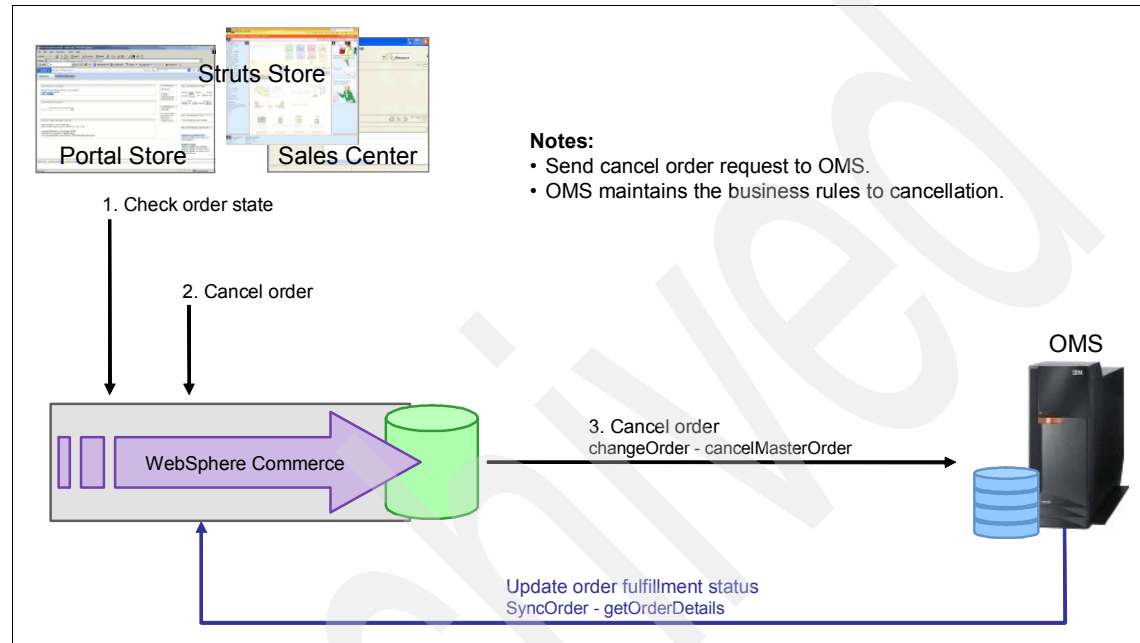 Struts Store
Portal Store
Sales Center
Notes:
• Send cancel order request to OMS.
• OMS maintains the business rules to cancellation.
1. Check order state
2. Cancel order
OMS
IBM
3. Cancel order
changeOrder - cancelMasterOrder
WebSphere Commerce
Update order fulfillment status
SyncOrder - getOrderDetails
hived